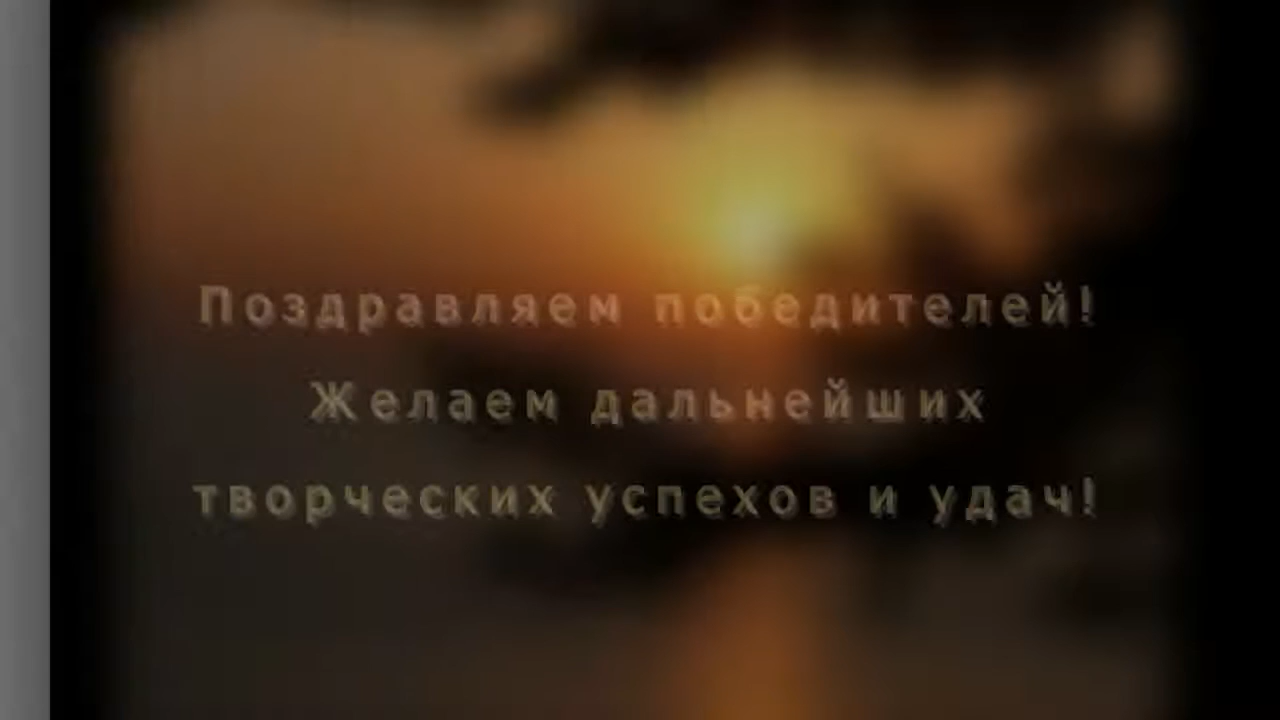 Поздравляем победителей!
Желаем дальнейших
творческих успехов и удач!